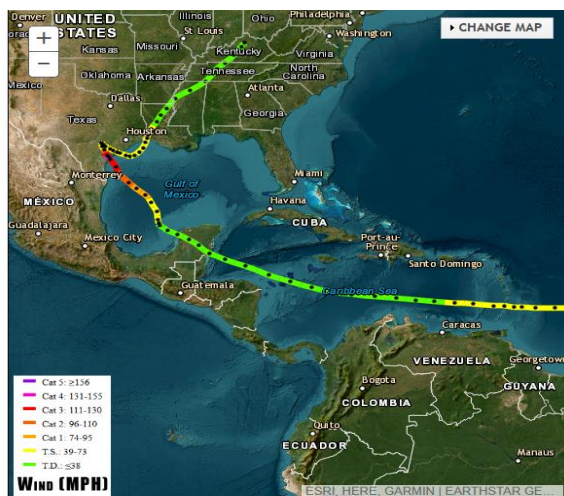 Denver
UNITED
STATES
Illinois
Ohio
Philadelphia
CHANGE MAP
+
−
St Louis
Washington
Kansas
Missouri
Kentucky
Virginia
Oklahoma
Arkansas
Tennessee
North
Carolina
Mexico
Dallas
Atlanta
Texas
Georgia
Houston
Monterrey
Gulf of
Mexico
Miami
MÉXICO
Havana
Guadalajara
CUBA
Mexico City
Port-au-
Prince
Santo Domingo
Guatemala
Caribbean Sea
Caracas
VENEZUELA
Georgetown
Bogota
GUYANA
COLOMBIA
Quito
ECUADOR
Manaus
Cat 5: ≥156
Cat 4: 131-155
Cat 3: 111-130
Cat 2: 96-110
Cat 1: 74-95
T.S.: 39-73
T.D.: ≤38
WIND (MPH)
ESRI, HERE, GARMIN | EARTHSTAR GE...